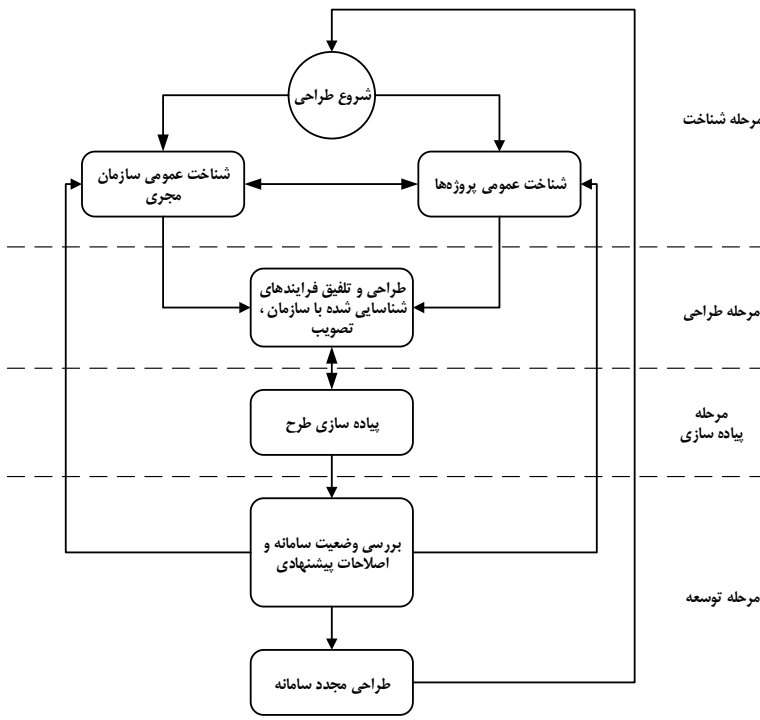 شروع طراحی
مرحله شناخت
شناخت عمومی پروژه‌ها
شناخت عمومی سازمان
مجری
طراحی و تلفیق فرایندهای
شناسایی شده با سازمان ،
تصویب
مرحله طراحی
پیاده سازی طرح
مرحله
پیاده سازی
بررسی وضعیت سامانه و
اصلاحات پیشنهادی
مرحله توسعه
طراحی مجدد سامانه